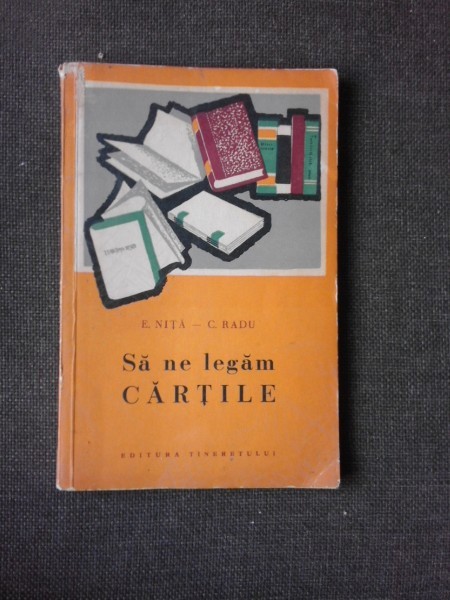 E. NIȚĂ — C. RADU
Să ne legăm
CĂRȚILE
EDITURA TINERETULUI